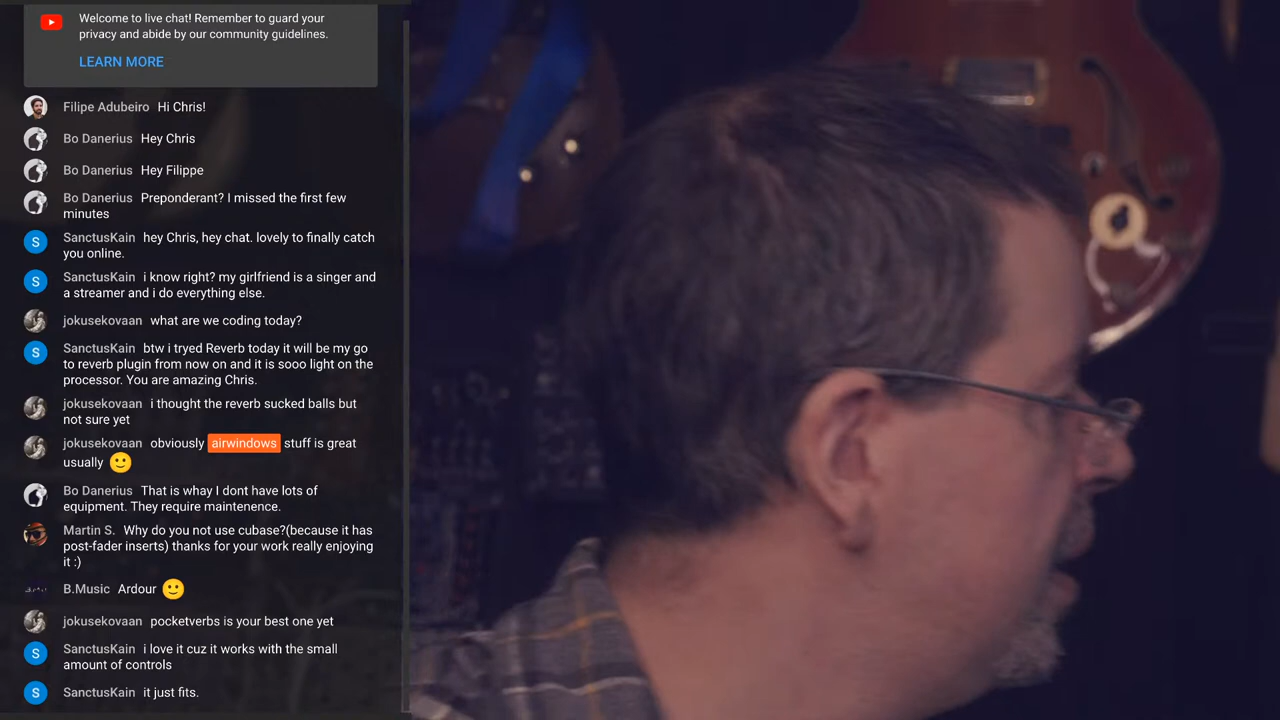 Welcome to live chat! Remember to guard your
privacy and abide by our community guidelines.
LEARN MORE
Filipe Adubeiro Hi Chris!
Bo Danerius Hey Chris
Bo Danerius Hey Filippe
Bo Danerius Preponderant? I missed the first few
minutes
S SanctusKain hey Chris, hey chat. lovely to finally catch
you online.
S SanctusKain i know right? my girlfriend is a singer and
a streamer and i do everything else.
jokusekovaan what are we coding today?
S SanctusKain btw i tryed Reverb today it will be my go
to reverb plugin from now on and it is sooo light on the
processor. You are amazing Chris.
jokusekovaan i thought the reverb sucked balls but
not sure yet
jokusekovaan obviously airwindows stuff is great
usually 🙂
Bo Danerius That is whay I dont have lots of
equipment. They require maintenence.
Martin S. Why do you not use cubase?(because it has
post-fader inserts) thanks for your work really enjoying
it :)
B.Music Ardour 🙂
jokusekovaan pocketverbs is your best one yet
S SanctusKain i love it cuz it works with the small
amount of controls
S SanctusKain it just fits.